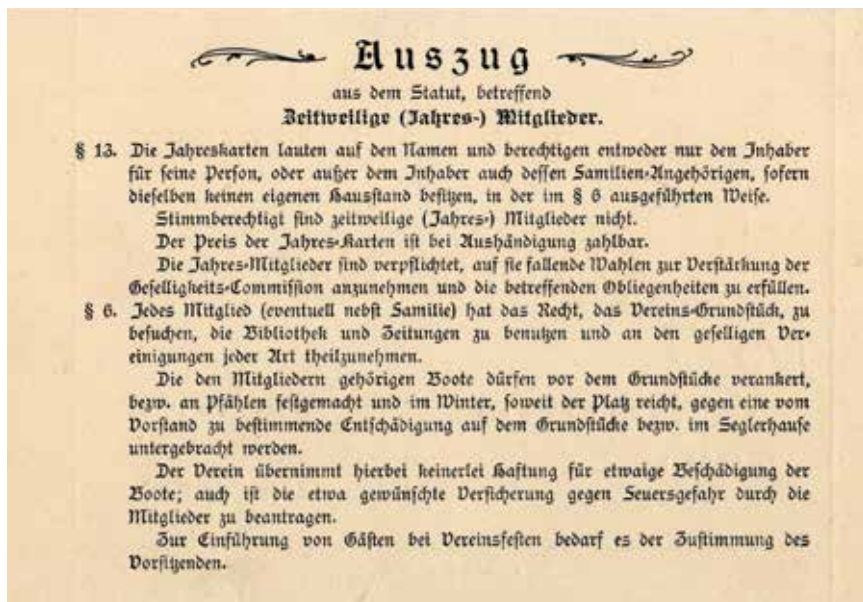 Auszug
aus dem Statut, betreffend
Zeitweilige (Jahres-) Mitglieder.
§ 13. Die Jahreskarten lauten auf den Namen und berechtigen entweder nur den Inhaber
für seine Person, oder außer dem Inhaber auch dessen Familien-Angehörigen, sofern
dieselben keinen eigenen Hausstand besitzen, in der im § 6 ausgeführten Weise.
Stimmberechtigt sind zeitweilige (Jahres-) Mitglieder nicht.
Der Preis der Jahres-Karten ist bei Aushändigung zahlbar.
Die Jahres-Mitglieder sind verpflichtet, auf sie fallende Wahlen zur Verstärkung der
Geselligkeits-Commission anzunehmen und die betreffenden Obliegenheiten zu erfüllen.
§ 6. Jedes Mitglied (eventuell nebst Familie) hat das Recht, das Vereins-Grundstück, zu
besuchen, die Bibliothek und Zeitungen zu benutzen und an den geselligen Ver-
einigungen jeder Art theilzunehmen.
Die den Mitgliedern gehörigen Boote dürfen vor dem Grundstücke verankert,
bezw. an Pfählen festgemacht und im Winter, soweit der Platz reicht, gegen eine vom
Vorstand zu bestimmende Entschädigung auf dem Grundstücke bezw. im Seglerhause
untergebracht werden.
Der Verein übernimmt hierbei keinerlei Haftung für etwaige Beschädigung der
Boote; auch ist die etwa gewünschte Versicherung gegen Feuersgefahr durch die
Mitglieder zu beantragen.
Zur Einführung von Gästen bei Vereinsfesten bedarf es der Zustimmung des
Vorsitzenden.